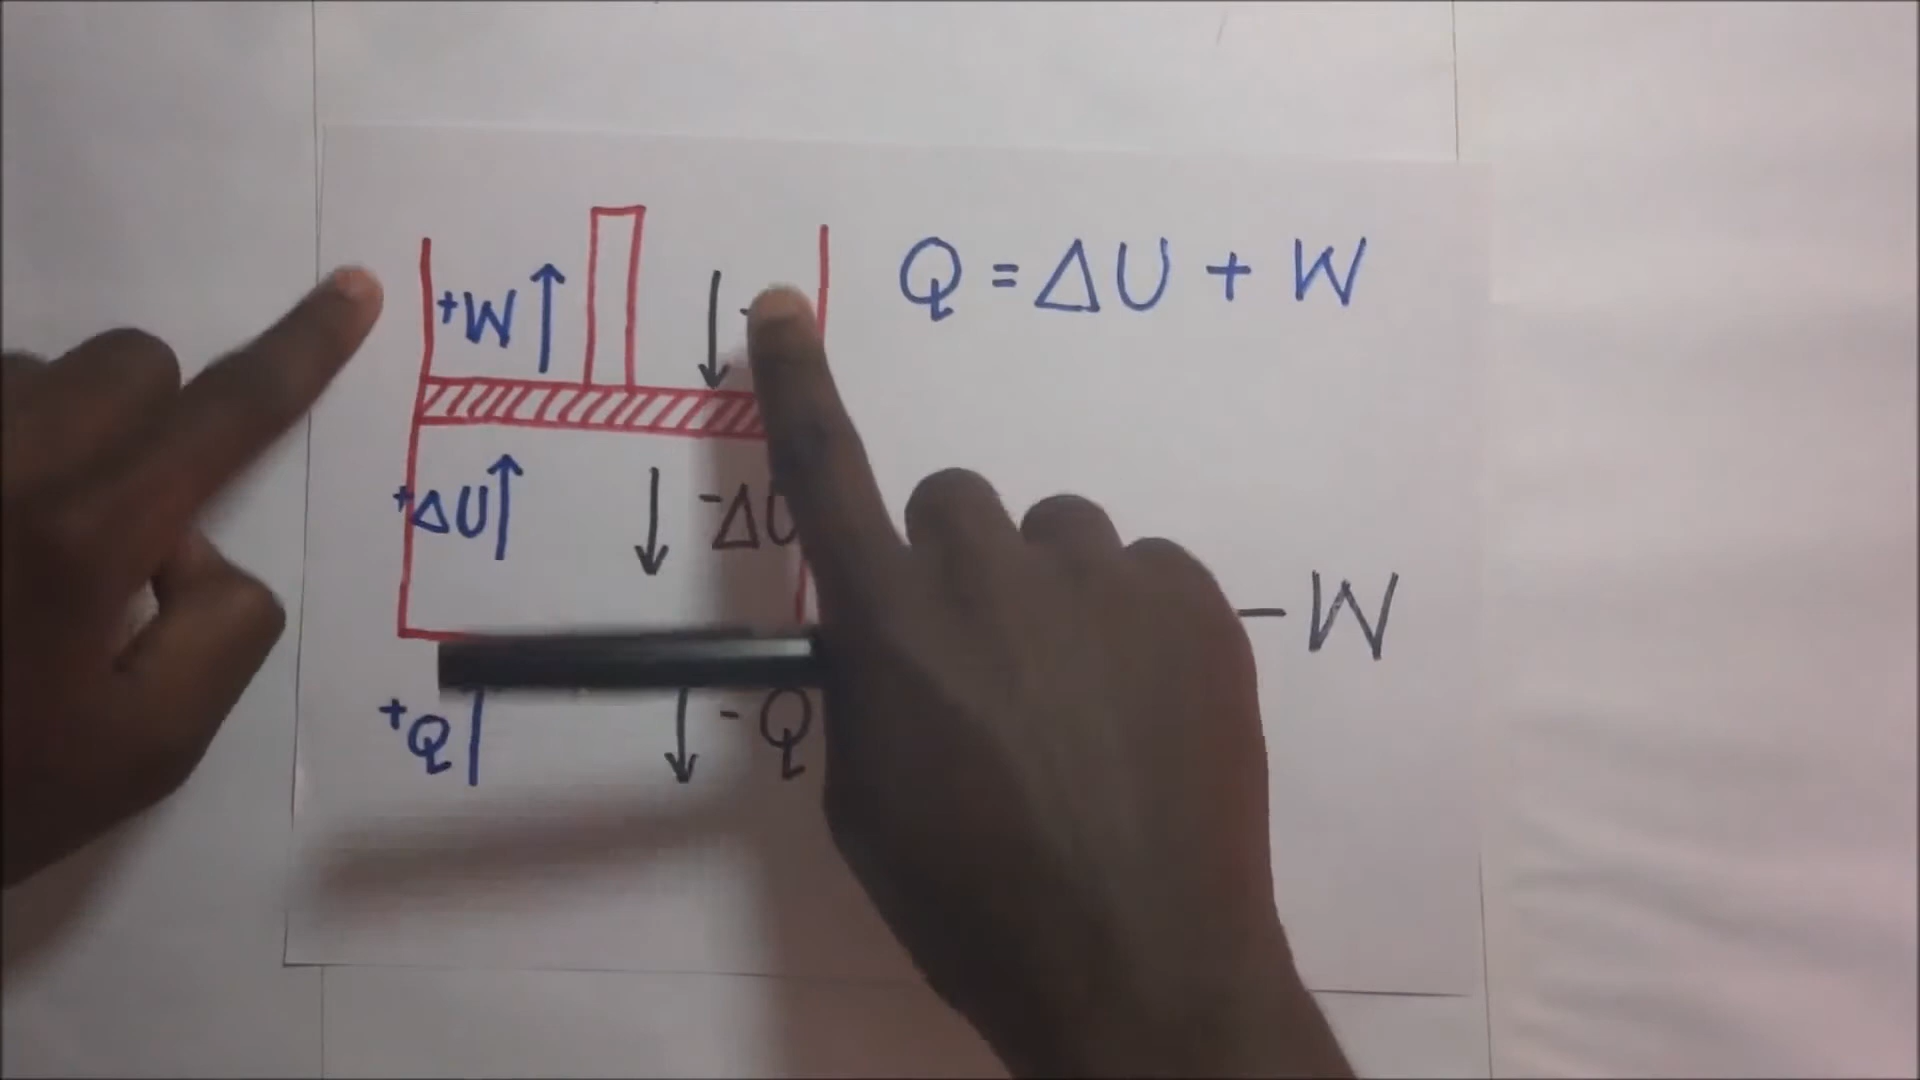 +W
Q = ΔU + W
+ΔU
-ΔU
- W
+Q
- Q